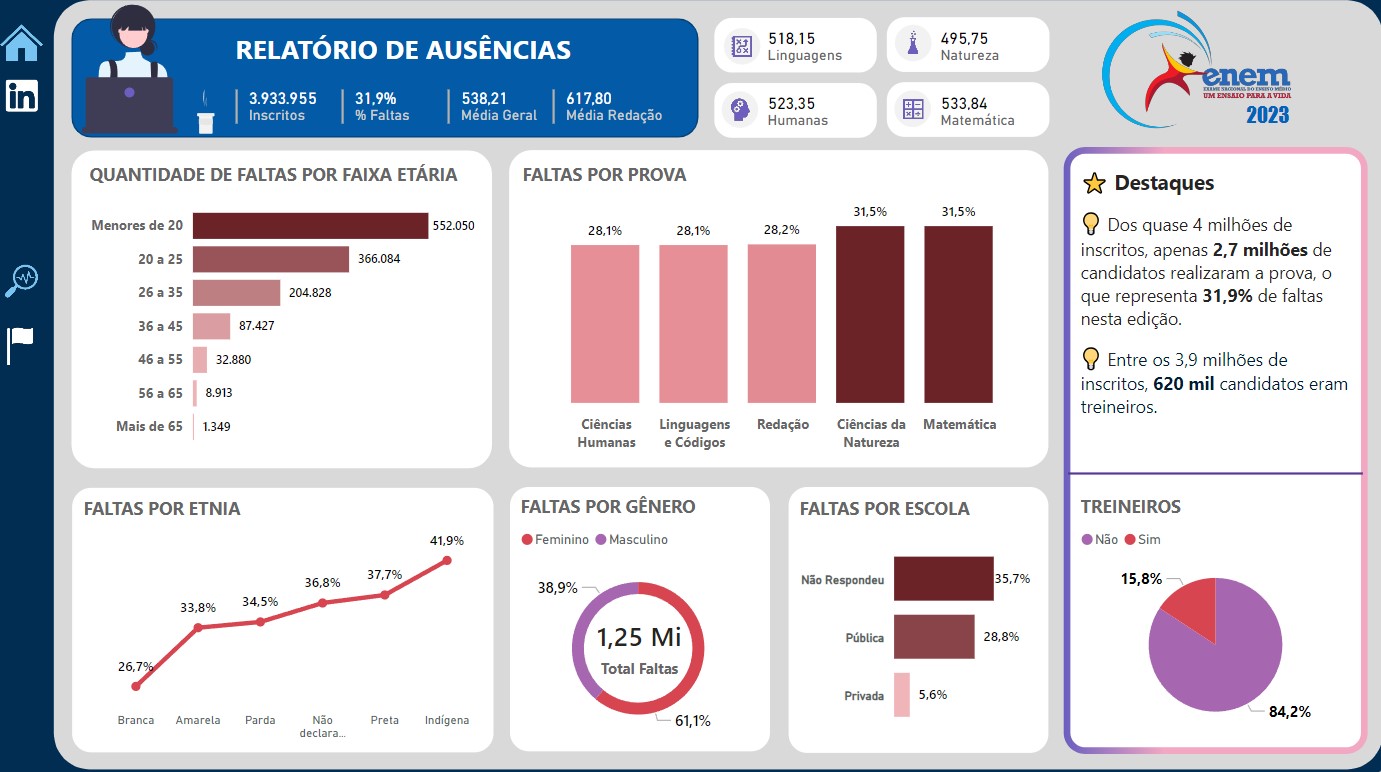 RELATÓRIO DE AUSÊNCIAS
3.933.955
Inscritos
31,9%
% Faltas
538,21
Média Geral
617,80
Média Redação
518,15
Linguagens
495,75
Natureza
523,35
Humanas
533,84
Matemática
enem
EXAME NACIONAL DO ENSINO MÉDIO
UM ENSAIO PARA A VIDA
2023
QUANTIDADE DE FALTAS POR FAIXA ETÁRIA
Menores de 20 552.050
20 a 25 366.084
26 a 35 204.828
36 a 45 87.427
46 a 55 32.880
56 a 65 8.913
Mais de 65 1.349
FALTAS POR PROVA
28,1% 28,1% 28,2% 31,5% 31,5%
Ciências Linguagens Redação Ciências da Matemática
Humanas e Códigos Natureza
Destaques
Dos quase 4 milhões de
inscritos, apenas 2,7 milhões de
candidatos realizaram a prova, o
que representa 31,9% de faltas
nesta edição.
Entre os 3,9 milhões de
inscritos, 620 mil candidatos eram
treineiros.
FALTAS POR ETNIA
26,7% 33,8% 34,5% 36,8% 37,7% 41,9%
Branca Amarela Parda Não Preta Indígena
declara...
FALTAS POR GÊNERO
Feminino Masculino
38,9%
1,25 Mi
Total Faltas
61,1%
FALTAS POR ESCOLA
Não Respondeu 35,7%
Pública 28,8%
Privada 5,6%
TREINEIROS
Não Sim
15,8%
84,2%
in